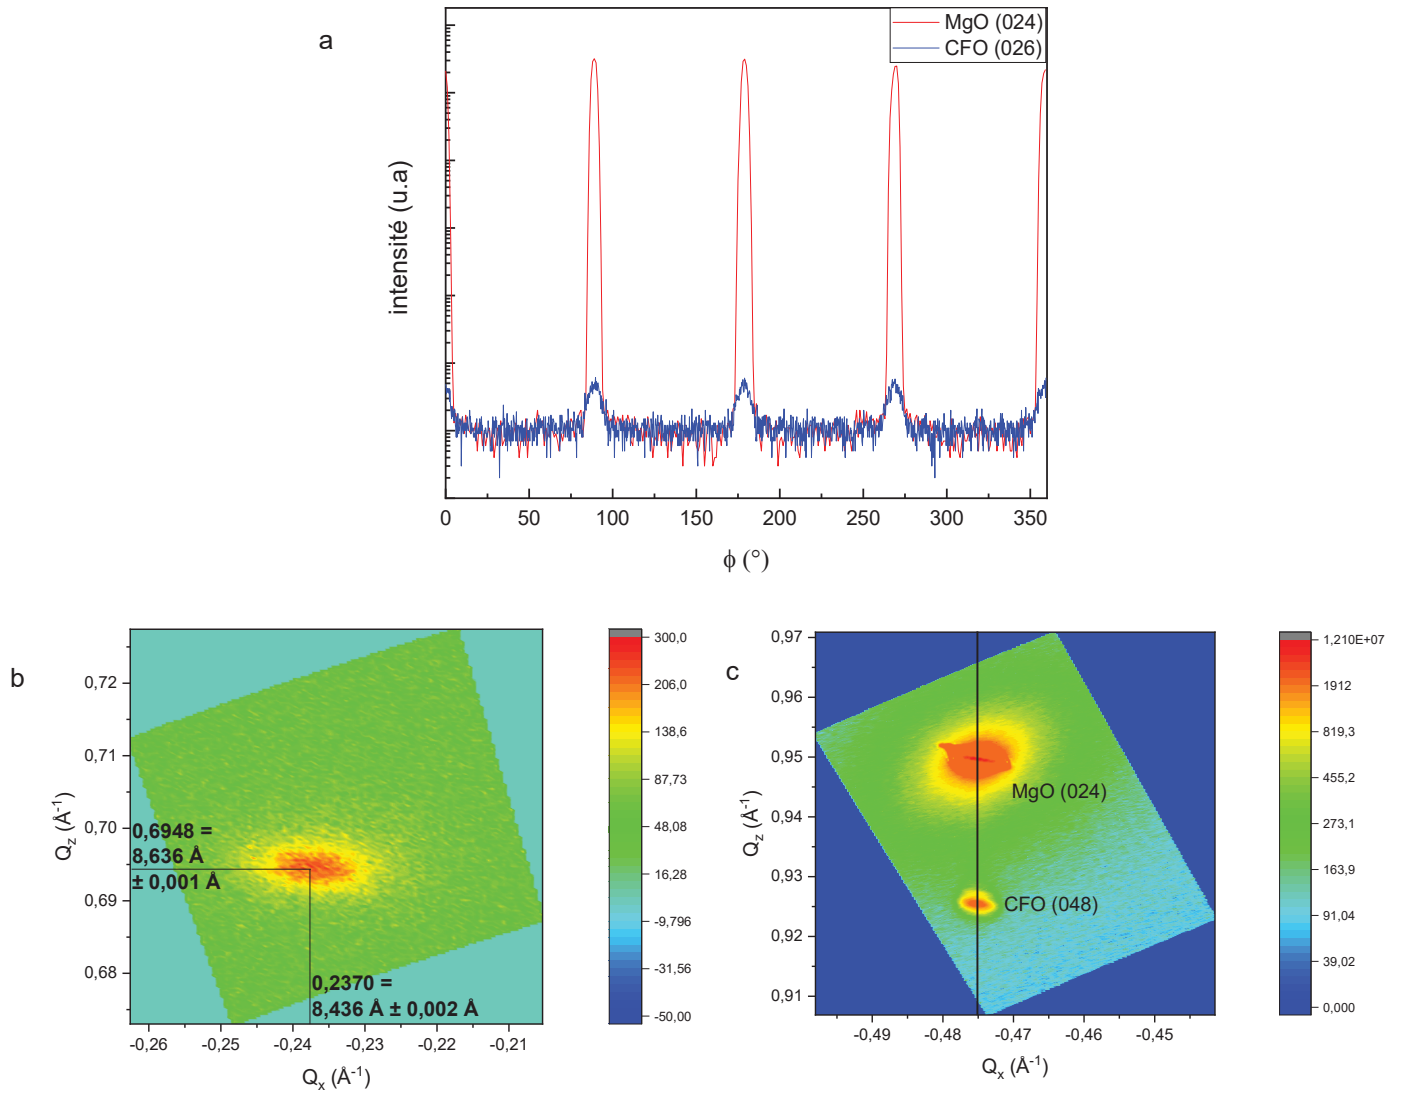 a
MgO (024)
CFO (026)
intensité (u.a)
0
50
100
150
200
250
300
350
ϕ (°)
b
0,72
0,71
0,70
0,69
0,68
Q_z (Å^-1)
0,6948 =
8,636 Å
± 0,001 Å
0,2370 =
8,436 Å ± 0,002 Å
-0,26
-0,25
-0,24
-0,23
-0,22
-0,21
Q_x (Å^-1)
300,0
206,0
138,6
87,73
48,08
16,28
-9,796
-31,56
-50,00
c
0,97
0,96
0,95
0,94
0,93
0,92
0,91
Q_z (Å^-1)
MgO (024)
CFO (048)
-0,49
-0,48
-0,47
-0,46
-0,45
Q_x (Å^-1)
1,210E+07
1912
819,3
455,2
273,1
163,9
91,04
39,02
0,000